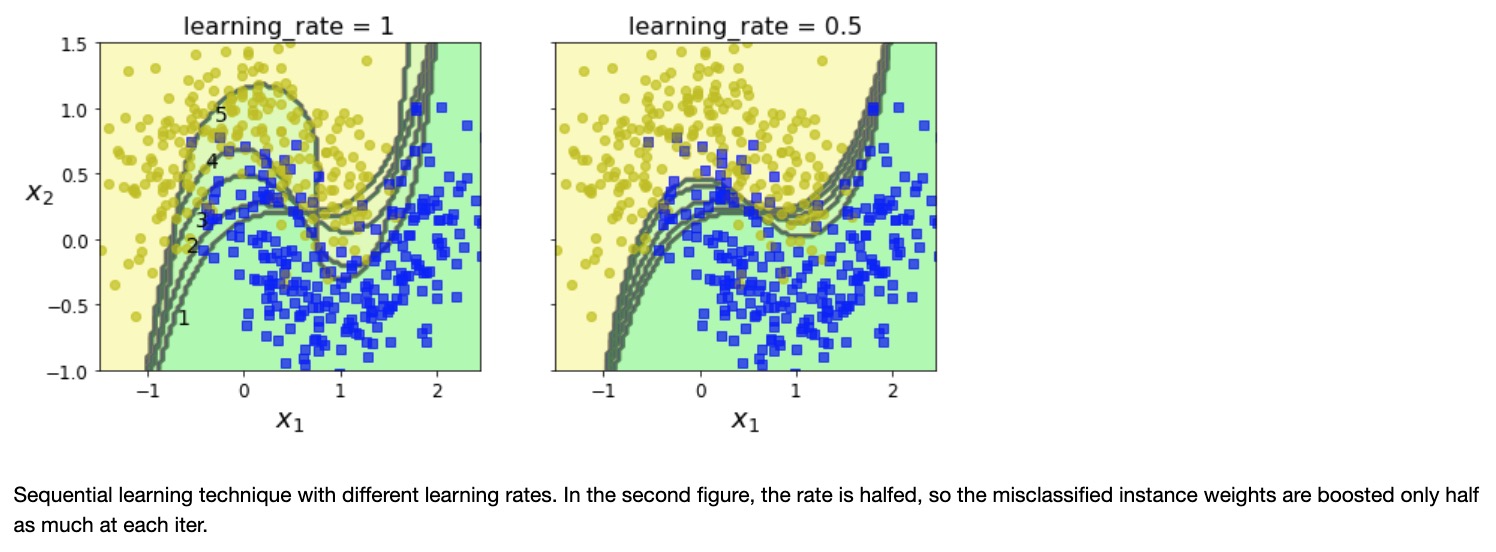 learning_rate = 1
learning_rate = 0.5
1.5
1.0
0.5
0.0
−0.5
−1.0
x₂
5
4
3
2
1
−1 0 1 2
−1 0 1 2
x₁
x₁
Sequential learning technique with different learning rates. In the second figure, the rate is halfed, so the misclassified instance weights are boosted only half
as much at each iter.